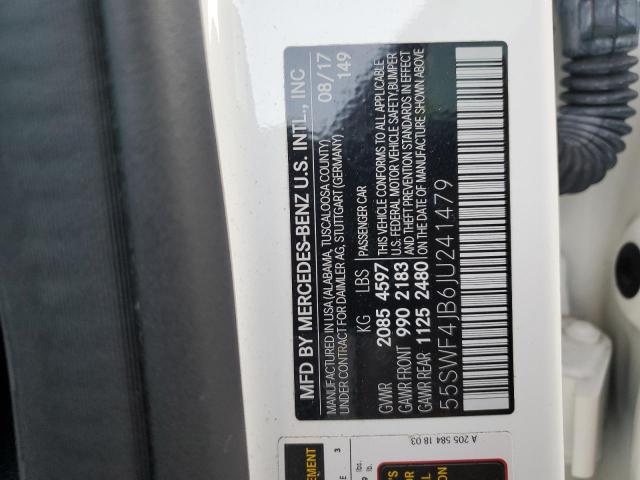 MFD BY MERCEDES-BENZ U.S. INTL., INC
08/17
149
MANUFACTURED IN USA (ALABAMA, TUSCALOOSA COUNTY)
UNDER CONTRACT FOR DAIMLER AG, STUTTGART (GERMANY)
KG LBS PASSENGER CAR
GVWR 2085 4597
GAWR FRONT 990 2183
GAWR REAR 1125 2480
THIS VEHICLE CONFORMS TO ALL APPLICABLE
U.S. FEDERAL MOTOR VEHICLE SAFETY,BUMPER
AND THEFT PREVENTION STANDARDS IN EFFECT
ON THE DATE OF MANUFACTURE SHOWN ABOVE
55SWF4JB6JU241479
A 205 584 18 03
3
lbs.
lb.